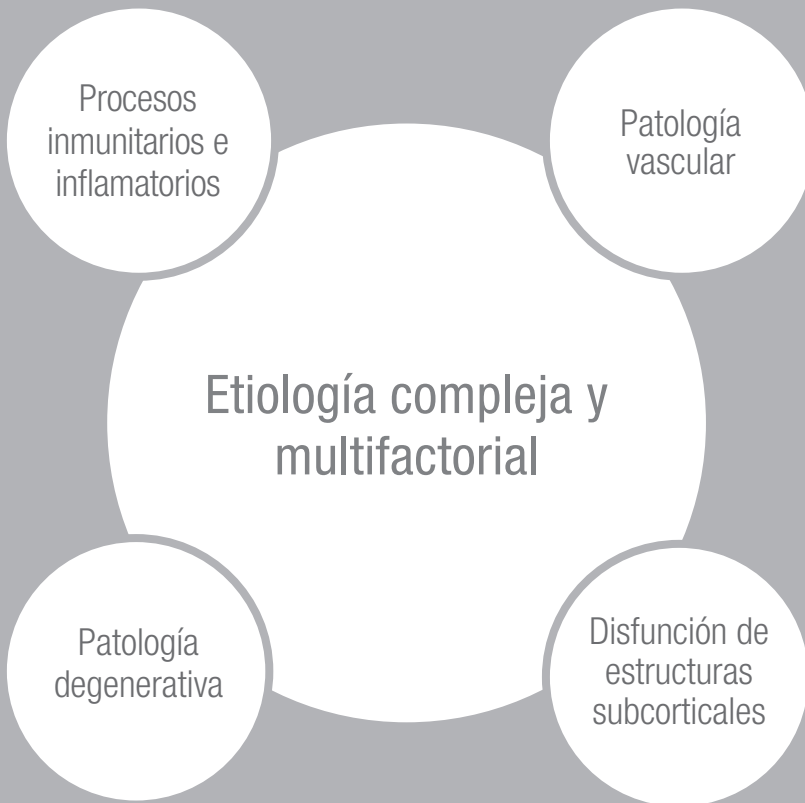 Procesos
inmunitarios e
inflamatorios
Patología
vascular
Etiología compleja y
multifactorial
Patología
degenerativa
Disfunción de
estructuras
subcorticales